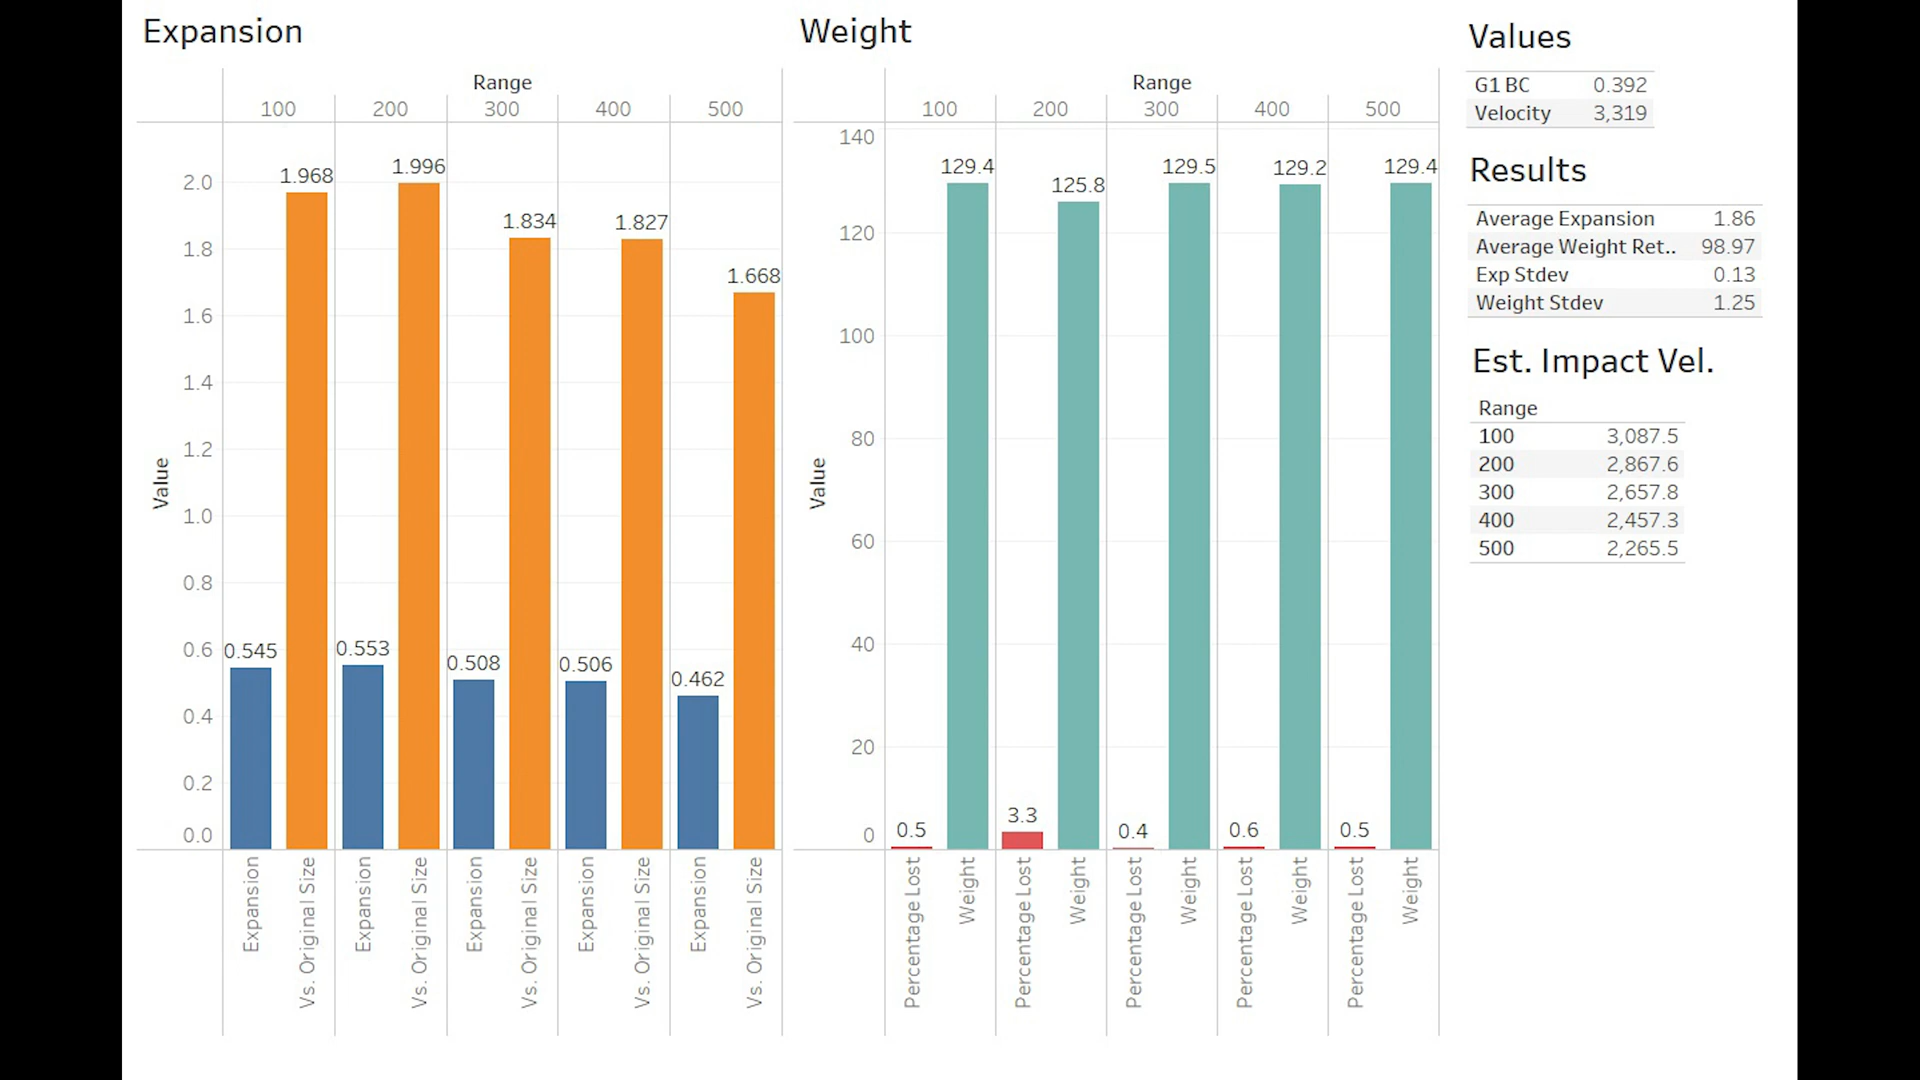 Expansion
Range
100 200 300 400 500
2.0
1.8
1.6
1.4
1.2
1.0
0.8
0.6
0.4
0.2
0.0
Value
1.968
1.996
1.834
1.827
1.668
0.545
0.553
0.508
0.506
0.462
Expansion
Vs. Original Size
Expansion
Vs. Original Size
Expansion
Vs. Original Size
Expansion
Vs. Original Size
Expansion
Vs. Original Size
Weight
Range
100 200 300 400 500
140
120
100
80
60
40
20
0
Value
129.4
125.8
129.5
129.2
129.4
0.5
3.3
0.4
0.6
0.5
Percentage Lost
Weight
Percentage Lost
Weight
Percentage Lost
Weight
Percentage Lost
Weight
Percentage Lost
Weight
Values
G1 BC 0.392
Velocity 3,319
Results
Average Expansion 1.86
Average Weight Ret.. 98.97
Exp Stdev 0.13
Weight Stdev 1.25
Est. Impact Vel.
Range
100 3,087.5
200 2,867.6
300 2,657.8
400 2,457.3
500 2,265.5